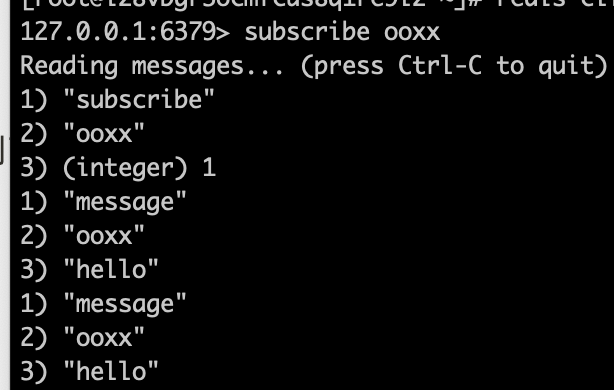 127.0.0.1:6379> subscribe ooxx
Reading messages... (press Ctrl-C to quit)
1) "subscribe"
2) "ooxx"
3) (integer) 1
1) "message"
2) "ooxx"
3) "hello"
1) "message"
2) "ooxx"
3) "hello"